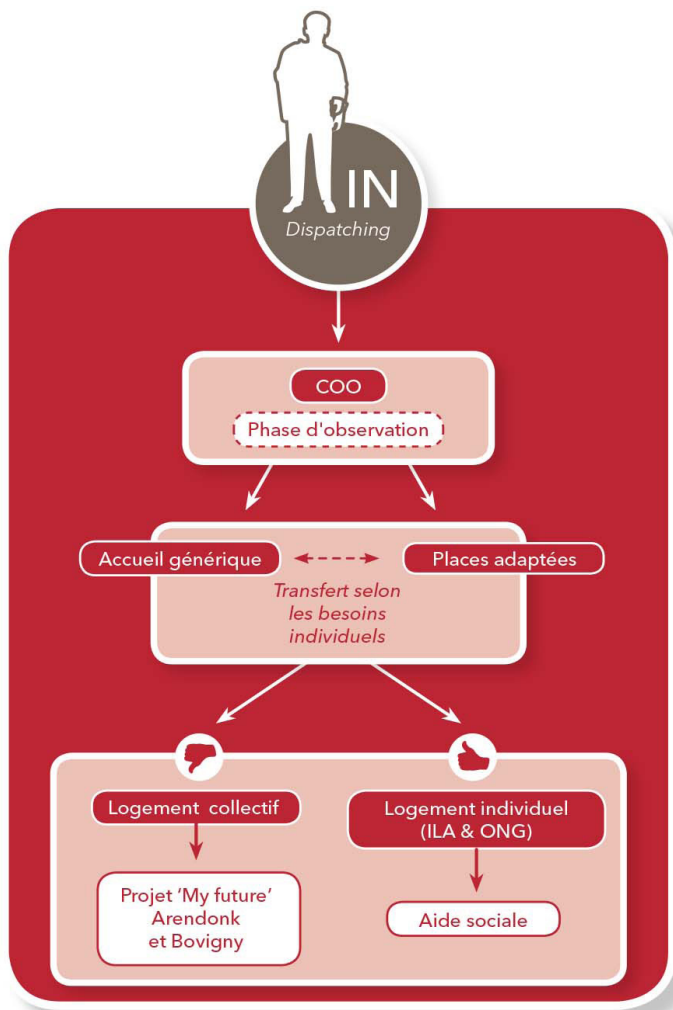 IN
Dispatching
COO
Phase d'observation
Accueil générique
Places adaptées
Transfert selon
les besoins
individuels
Logement collectif
Logement individuel
(ILA & ONG)
Projet ‘My future’
Arendonk
et Bovigny
Aide sociale